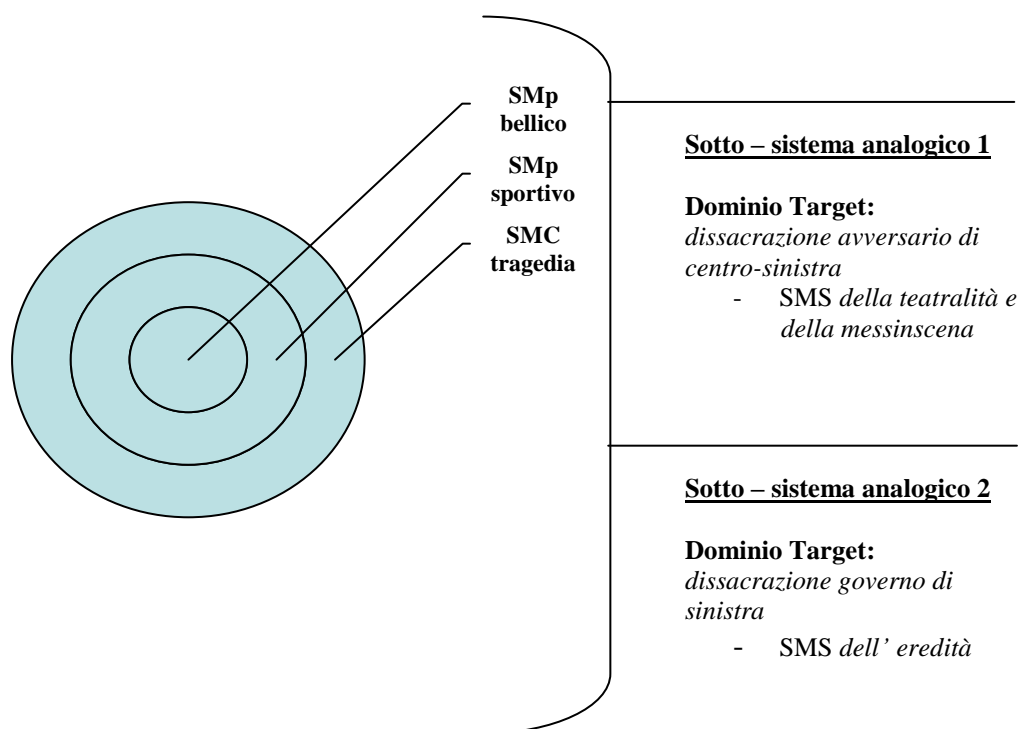 SMp
bellico
SMp
sportivo
SMC
tragedia
Sotto – sistema analogico 1
Dominio Target:
dissacrazione avversario di
centro-sinistra
- SMS della teatralità e
della messinscena
Sotto – sistema analogico 2
Dominio Target:
dissacrazione governo di
sinistra
- SMS dell’ eredità